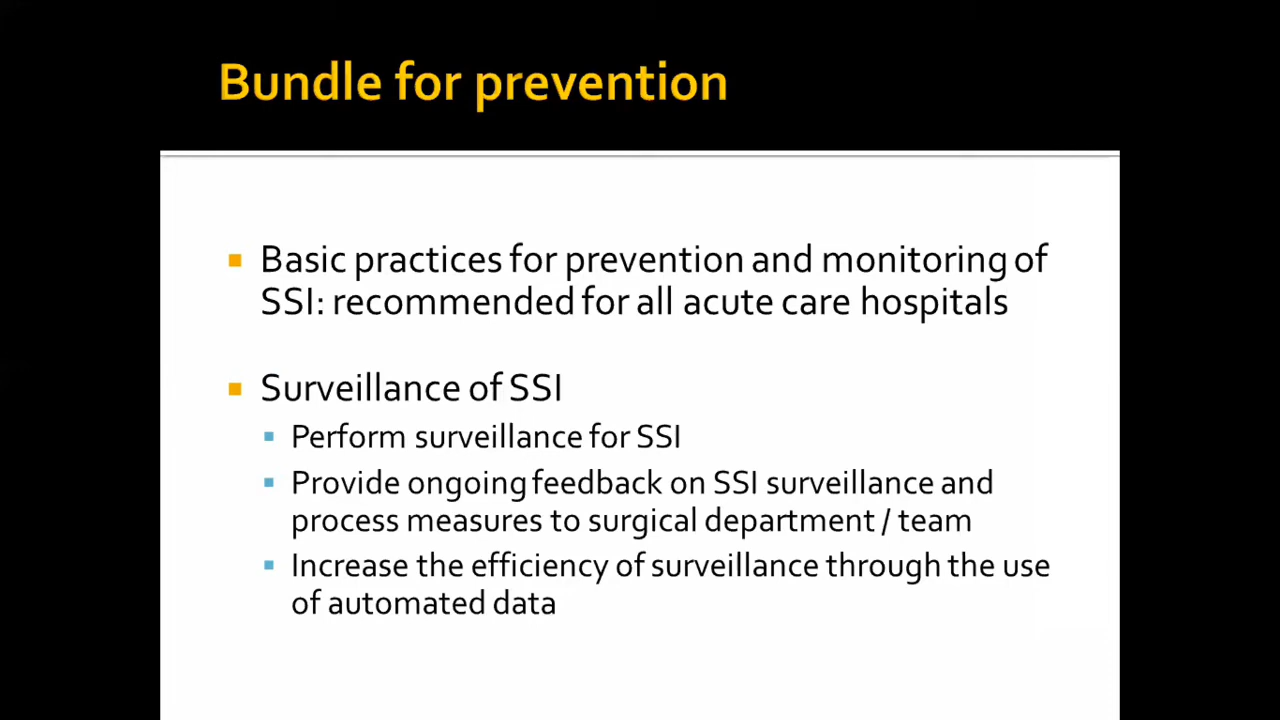 Bundle for prevention
Basic practices for prevention and monitoring of
SSI: recommended for all acute care hospitals
Surveillance of SSI
Perform surveillance for SSI
Provide ongoing feedback on SSI surveillance and
process measures to surgical department / team
Increase the efficiency of surveillance through the use
of automated data